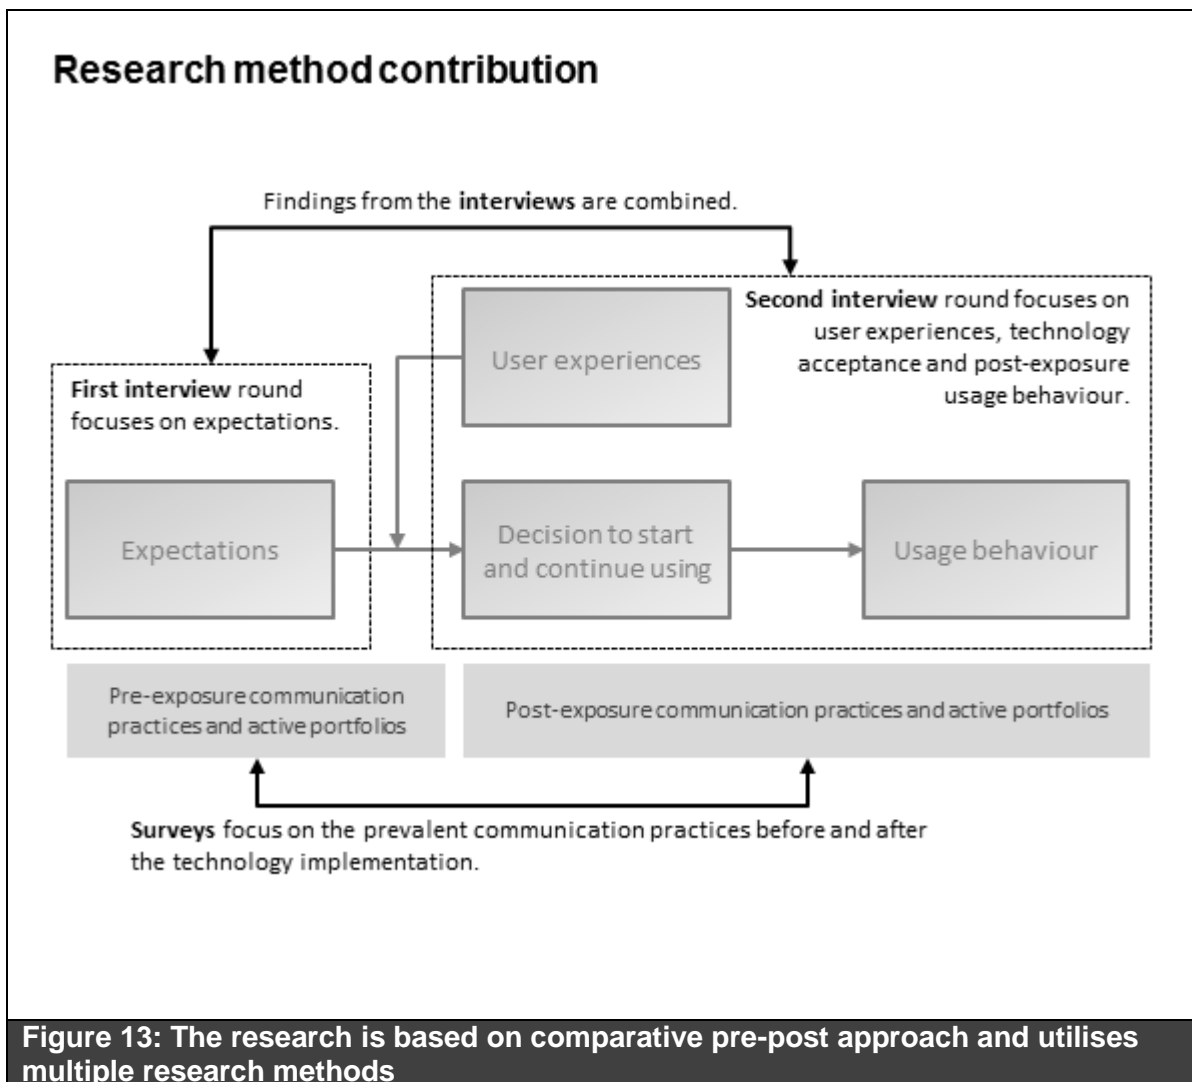 Research method contribution
Findings from the interviews are combined.
User experiences
Second interview round focuses on
user experiences, technology
acceptance and post-exposure
usage behaviour.
First interview round
focuses on expectations.
Expectations
Decision to start
and continue using
Usage behaviour
Pre-exposure communication
practices and active portfolios
Post-exposure communication practices and active portfolios
Surveys focus on the prevalent communication practices before and after
the technology implementation.
Figure 13: The research is based on comparative pre-post approach and utilises
multiple research methods